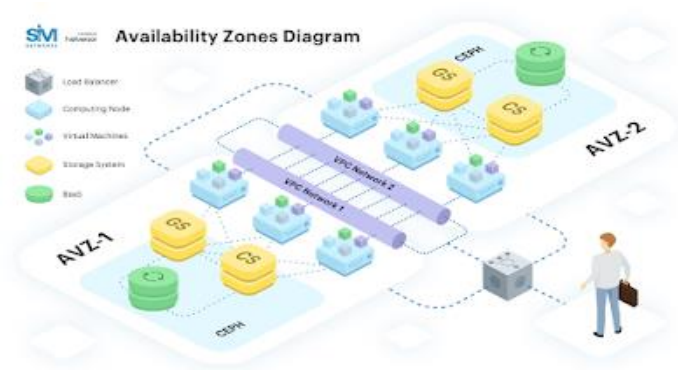 SIM
NETWORKS
Availability Zones Diagram
Load Balancer
Computing Node
Virtual Machines
Storage System
BaaS
CEPH
GS
CS
AVZ-2
VPC Network 2
VPC Network 1
AVZ-1
GS
CS
CEPH